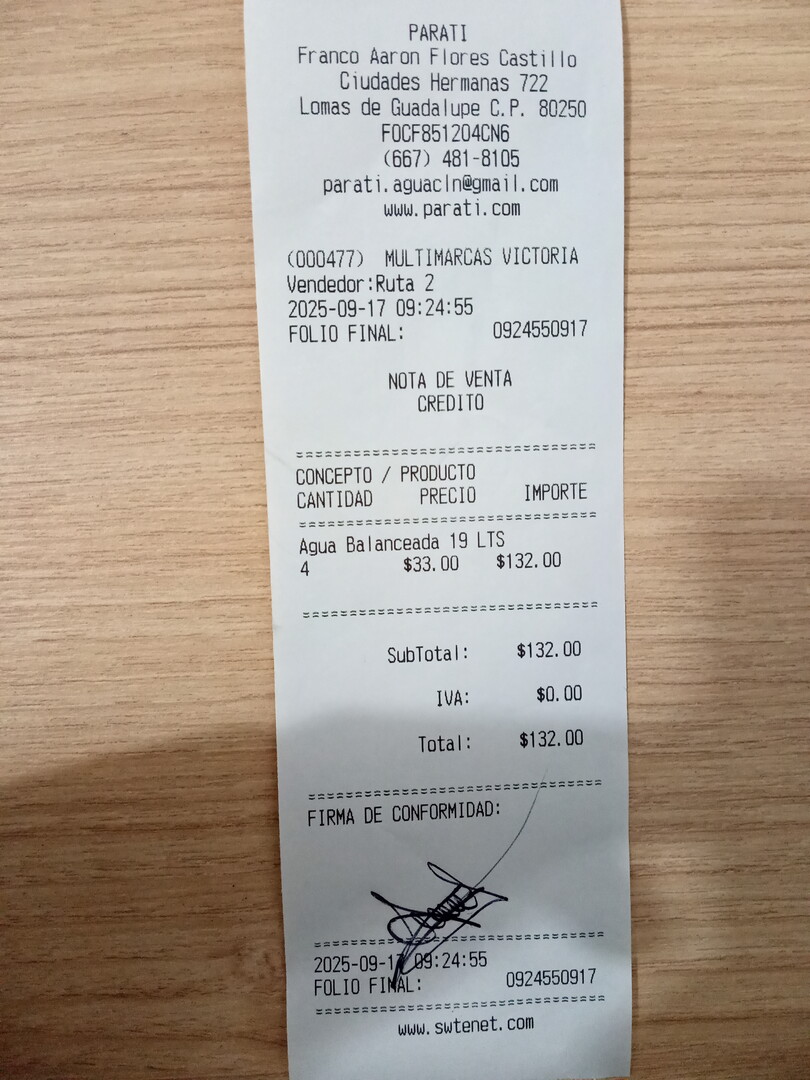 PARATI
Franco Aaron Flores Castillo
Ciudades Hermanas 722
Lomas de Guadalupe C.P. 80250
FOCF851204CN6
(667) 481-8105
parati.aguacln@gmail.com
www.parati.com
(000477) MULTIMARCAS VICTORIA
Vendedor:Ruta 2
2025-09-17 09:24:55
FOLIO FINAL: 0924550917
NOTA DE VENTA
CREDITO
CONCEPTO / PRODUCTO
CANTIDAD PRECIO IMPORTE
Agua Balanceada 19 LTS
4 $33.00 $132.00
SubTotal: $132.00
IVA: $0.00
Total: $132.00
FIRMA DE CONFORMIDAD:
2025-09-17 09:24:55
FOLIO FINAL: 0924550917
www.swtenet.com